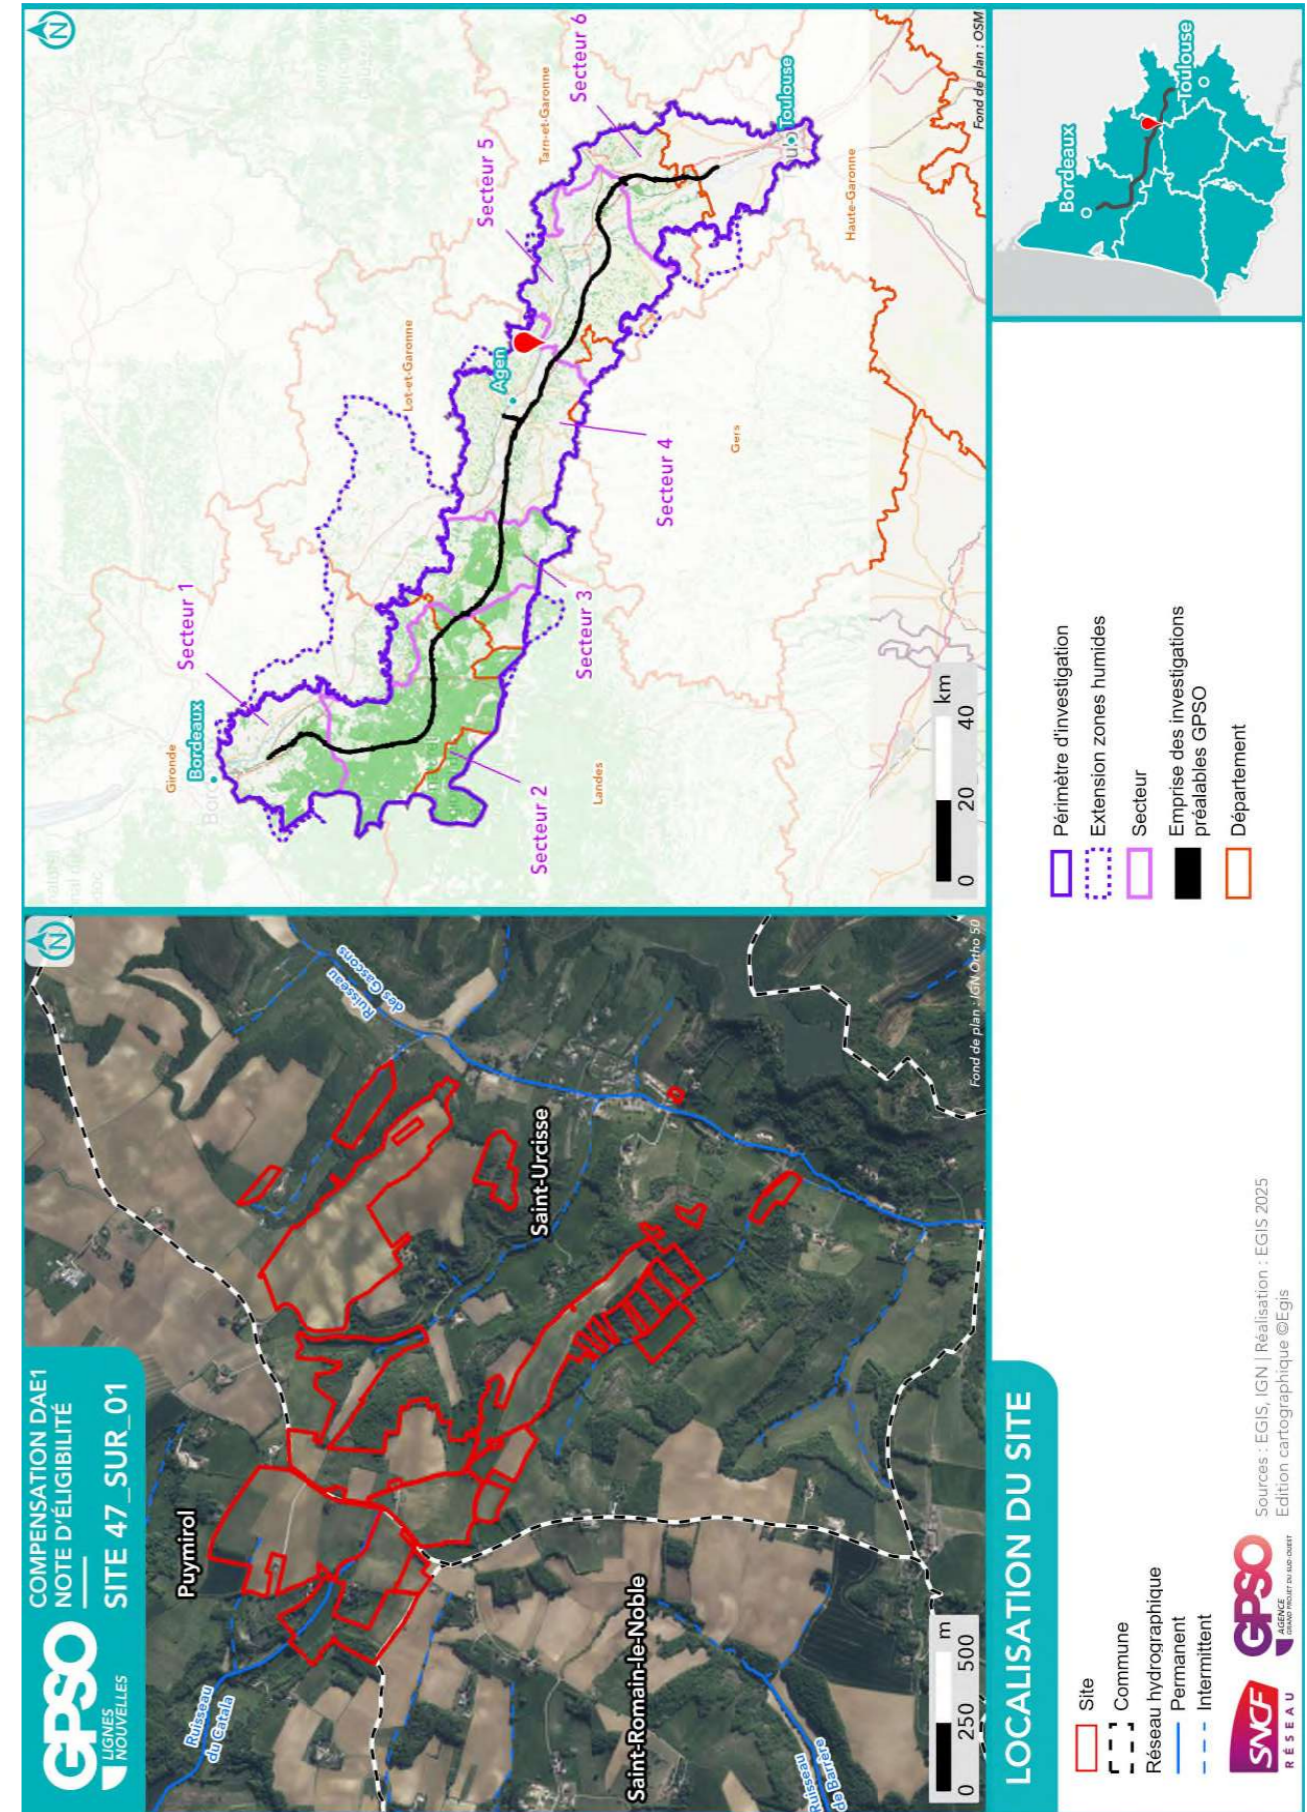 GPSO
LIGNES
NOUVELLES
COMPENSATION DAE1
NOTE D'ÉLIGIBILITÉ
SITE 47_SUR_01
N
Puymirol
Ruisseau
du Catala
Ruisseau
des Gascons
Saint-Urcisse
Saint-Romain-le-Noble
Ruisseau
de Barrère
0 250 500 m
Fond de plan : IGN Ortho 50
N
Secteur 1
Secteur 2
Secteur 3
Secteur 4
Secteur 5
Secteur 6
Gironde
Bordeaux
Landes
Lot-et-Garonne
Agen
Gers
Tarn-et-Garonne
Haute-Garonne
Toulouse
0 20 40 km
Fond de plan : OSM
LOCALISATION DU SITE
Site
Commune
Réseau hydrographique
Permanent
Intermittent
Périmètre d'investigation
Extension zones humides
Secteur
Emprise des investigations
préalables GPSO
Département
Bordeaux
Toulouse
SNCF
RÉSEAU
GPSO
AGENCE
GRAND PROJET DU SUD-OUEST
Sources : EGIS, IGN | Réalisation : EGIS 2025
Edition cartographique ©Egis